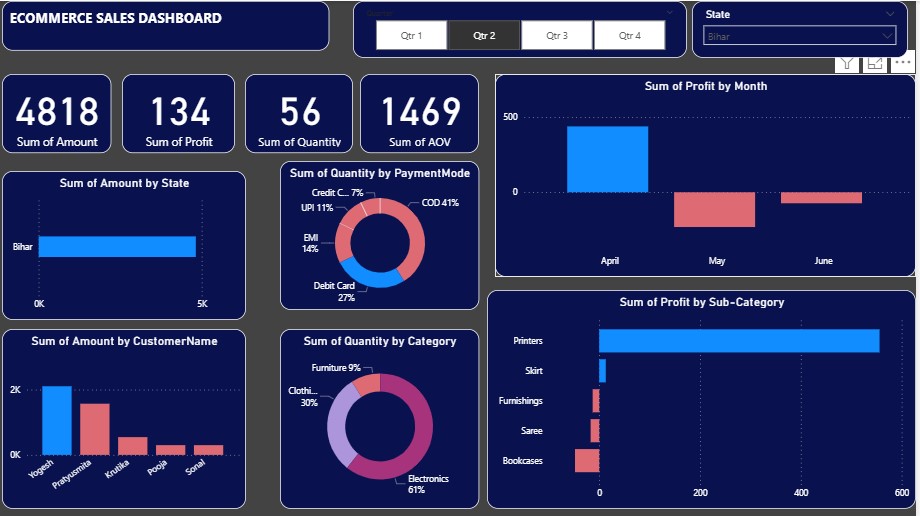 ECOMMERCE SALES DASHBOARD
Qtr 1
Qtr 2
Qtr 3
Qtr 4
State
Bihar
4818
Sum of Amount
134
Sum of Profit
56
Sum of Quantity
1469
Sum of AOV
Sum of Profit by Month
500
0
April
May
June
Sum of Amount by State
Bihar
0K
5K
Sum of Quantity by PaymentMode
Credit C... 7%
COD 41%
UPI 11%
EMI
14%
Debit Card
27%
Sum of Profit by Sub-Category
Printers
Skirt
Furnishings
Saree
Bookcases
0
200
400
600
Sum of Amount by CustomerName
2K
0K
Yogesh
Pratyusmita
Krutika
Pooja
Sonal
Sum of Quantity by Category
Furniture 9%
Clothi...
30%
Electronics
61%